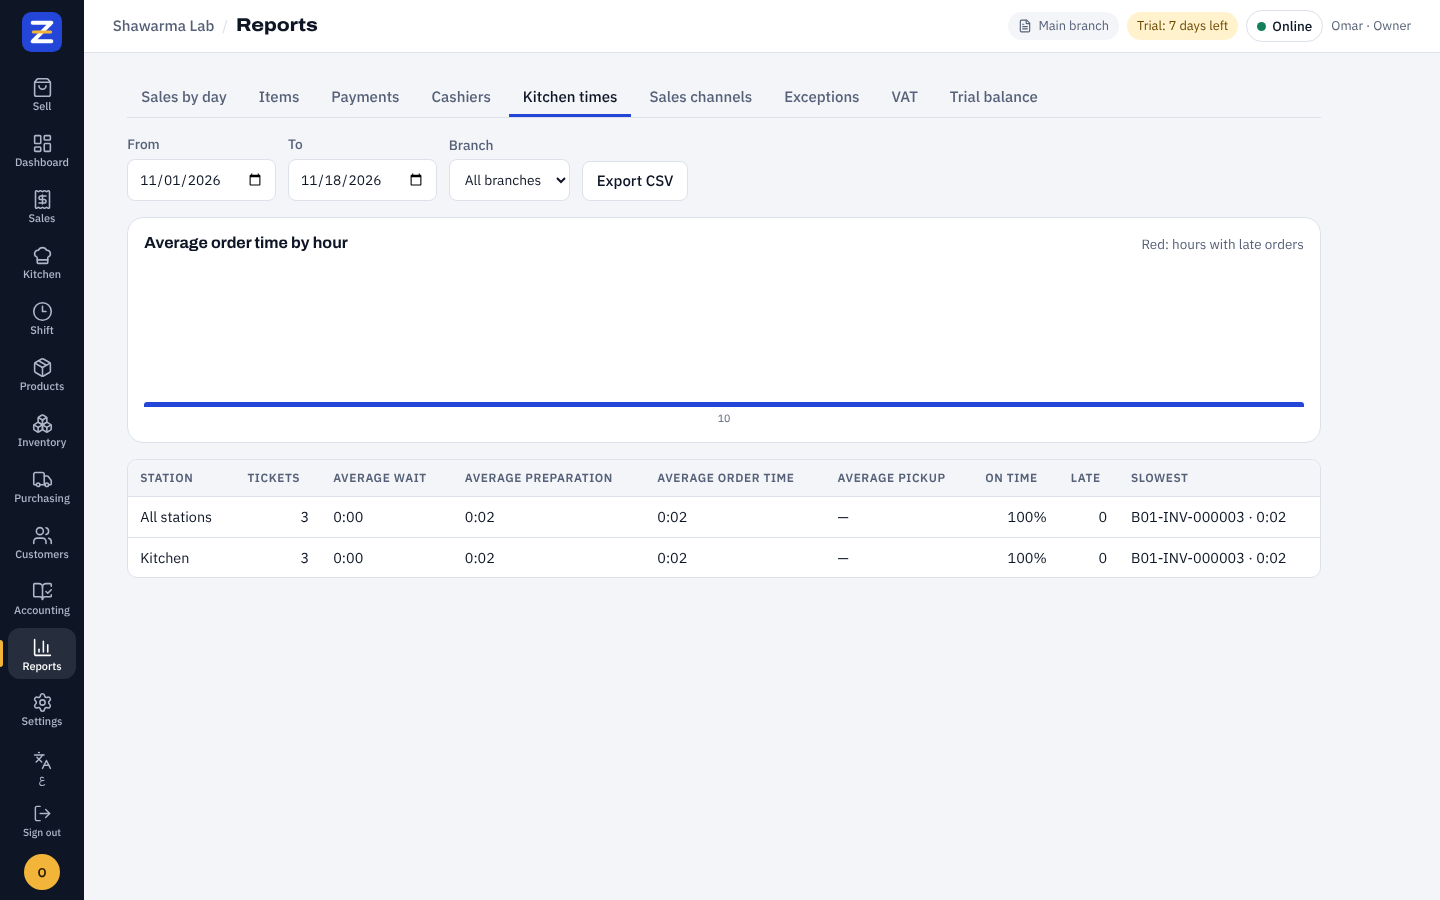 Shawarma Lab / Reports
Main branch
Trial: 7 days left
Online
Omar · Owner
Sell
Dashboard
Sales
Kitchen
Shift
Products
Inventory
Purchasing
Customers
Accounting
Reports
Settings
ع
Sign out
O
Sales by day Items Payments Cashiers Kitchen times Sales channels Exceptions VAT Trial balance
From To Branch
11/01/2026 11/18/2026 All branches Export CSV
Average order time by hour
Red: hours with late orders
10
STATION TICKETS AVERAGE WAIT AVERAGE PREPARATION AVERAGE ORDER TIME AVERAGE PICKUP ON TIME LATE SLOWEST
All stations 3 0:00 0:02 0:02 — 100% 0 B01-INV-000003 · 0:02
Kitchen 3 0:00 0:02 0:02 — 100% 0 B01-INV-000003 · 0:02